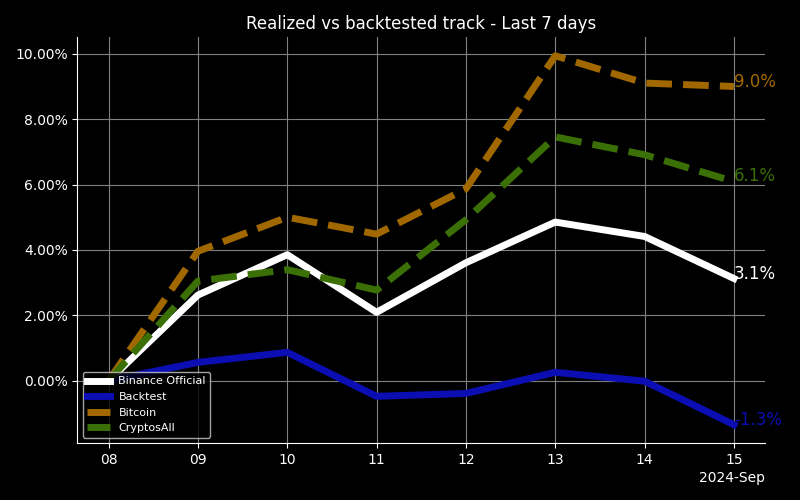 Realized vs backtested track - Last 7 days
10.00%
8.00%
6.00%
4.00%
2.00%
0.00%
9.0%
6.1%
3.1%
-1.3%
Binance Official
Backtest
Bitcoin
CryptosAll
08 09 10 11 12 13 14 15
2024-Sep